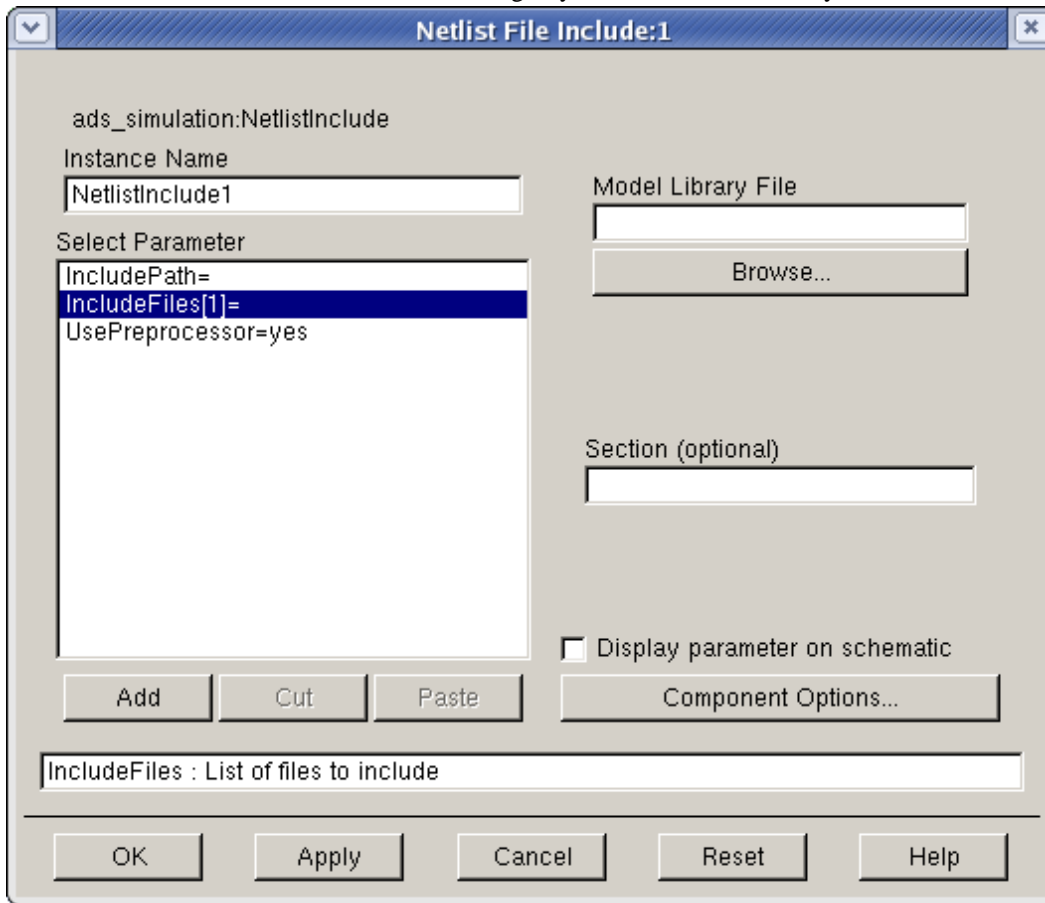 Netlist File Include:1
ads_simulation:NetlistInclude
Instance Name
NetlistInclude1
Select Parameter
IncludePath=
IncludeFiles[1]=
UsePreprocessor=yes
Add
Cut
Paste
Model Library File
Browse...
Section (optional)
Display parameter on schematic
Component Options...
IncludeFiles : List of files to include
OK
Apply
Cancel
Reset
Help